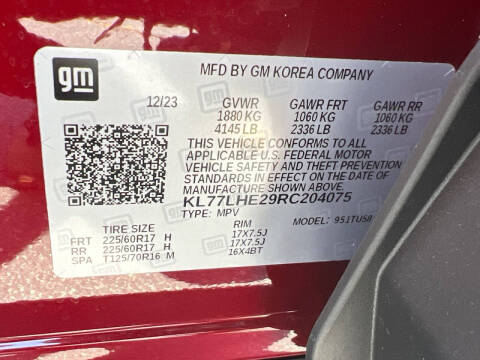 gm
MFD BY GM KOREA COMPANY
12/23 GVWR GAWR FRT GAWR RR
1880 KG 1060 KG 1060 KG
4145 LB 2336 LB 2336 LB
THIS VEHICLE CONFORMS TO ALL
APPLICABLE U.S. FEDERAL MOTOR
VEHICLE SAFETY AND THEFT PREVENTION
STANDARDS IN EFFECT ON THE DATE OF
MANUFACTURE SHOWN ABOVE.
KL77LHE29RC204075
TYPE: MPV MODEL: 951TU58
TIRE SIZE RIM
FRT 225/60R17 H 17X7.5J
RR 225/60R17 H 17X7.5J
SPA T125/70R16 M 16X4BT